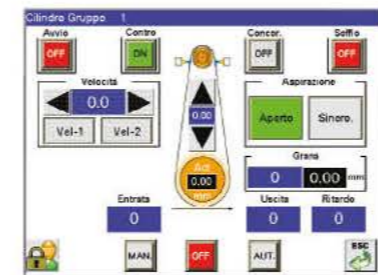 Cilindro Gruppo 1
Avvio Contro Concor. Soffio
OFF ON OFF OFF
Velocità Aspirazione
0.0 0.00
Vel-1 Vel-2 Aperto Sincro.
Grana
Act
0.00
mm
0 0.00 mm
Entrata Uscita Ritardo
0 0 0
MAN. OFF AUT. ESC